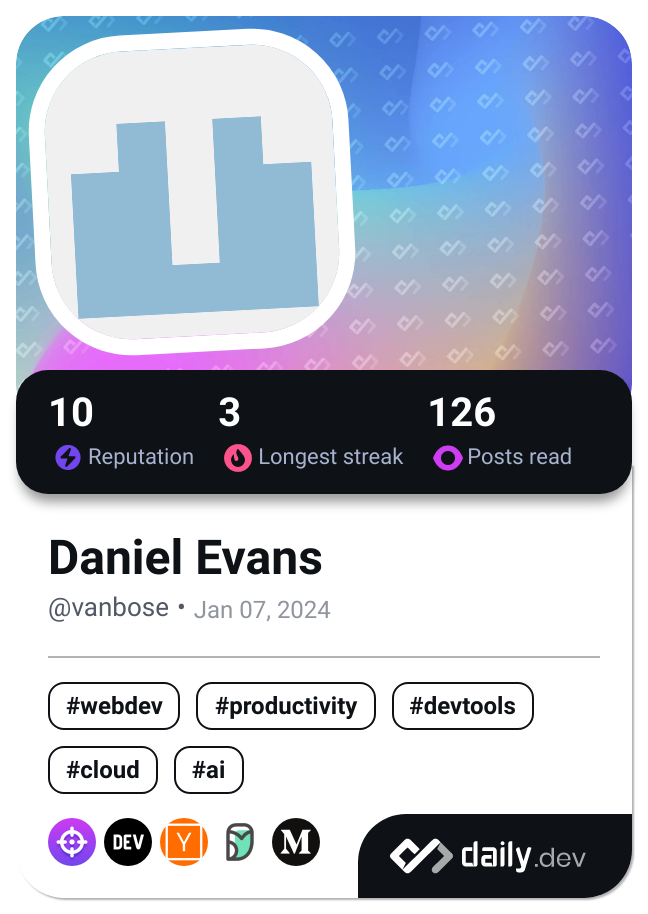 10 3 126
Reputation Longest streak Posts read
Daniel Evans
@vanbose • Jan 07, 2024
#webdev #productivity #devtools
#cloud #ai
DEV Y M
daily.dev